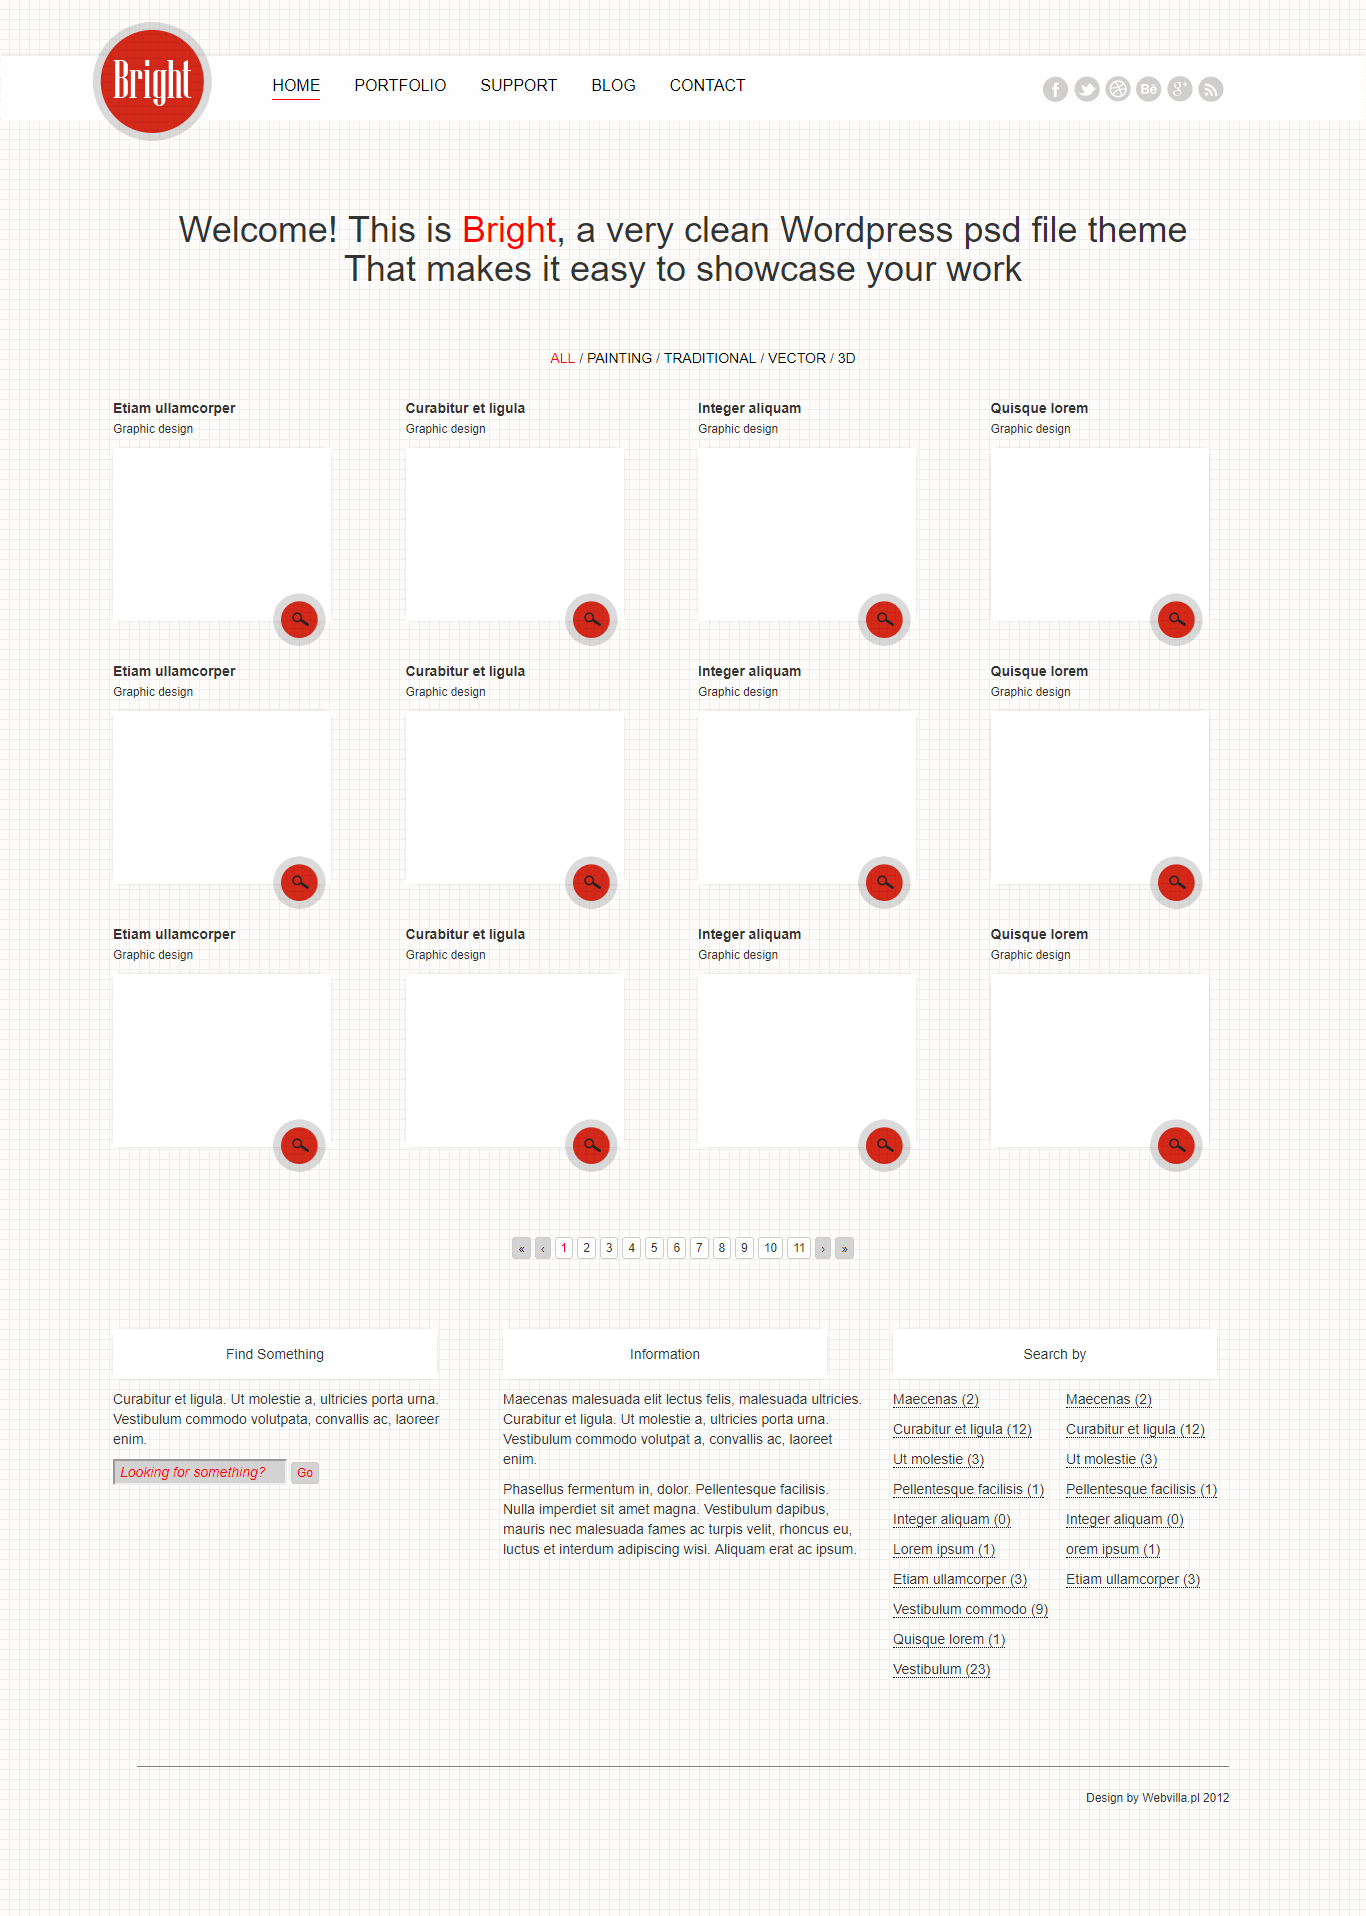 Bright
HOME PORTFOLIO SUPPORT BLOG CONTACT
f Bē g+
Welcome! This is Bright, a very clean Wordpress psd file theme
That makes it easy to showcase your work
ALL / PAINTING / TRADITIONAL / VECTOR / 3D
Etiam ullamcorper Curabitur et ligula Integer aliquam Quisque lorem
Graphic design Graphic design Graphic design Graphic design
Etiam ullamcorper Curabitur et ligula Integer aliquam Quisque lorem
Graphic design Graphic design Graphic design Graphic design
Etiam ullamcorper Curabitur et ligula Integer aliquam Quisque lorem
Graphic design Graphic design Graphic design Graphic design
« ‹ 1 2 3 4 5 6 7 8 9 10 11 › »
Find Something
Curabitur et ligula. Ut molestie a, ultricies porta urna.
Vestibulum commodo volutpata, convallis ac, laoreer
enim.
Looking for something? Go
Information
Maecenas malesuada elit lectus felis, malesuada ultricies.
Curabitur et ligula. Ut molestie a, ultricies porta urna.
Vestibulum commodo volutpat a, convallis ac, laoreet
enim.
Phasellus fermentum in, dolor. Pellentesque facilisis.
Nulla imperdiet sit amet magna. Vestibulum dapibus,
mauris nec malesuada fames ac turpis velit, rhoncus eu,
luctus et interdum adipiscing wisi. Aliquam erat ac ipsum.
Search by
Maecenas (2) Maecenas (2)
Curabitur et ligula (12) Curabitur et ligula (12)
Ut molestie (3) Ut molestie (3)
Pellentesque facilisis (1) Pellentesque facilisis (1)
Integer aliquam (0) Integer aliquam (0)
Lorem ipsum (1) orem ipsum (1)
Etiam ullamcorper (3) Etiam ullamcorper (3)
Vestibulum commodo (9)
Quisque lorem (1)
Vestibulum (23)
Design by Webvilla.pl 2012